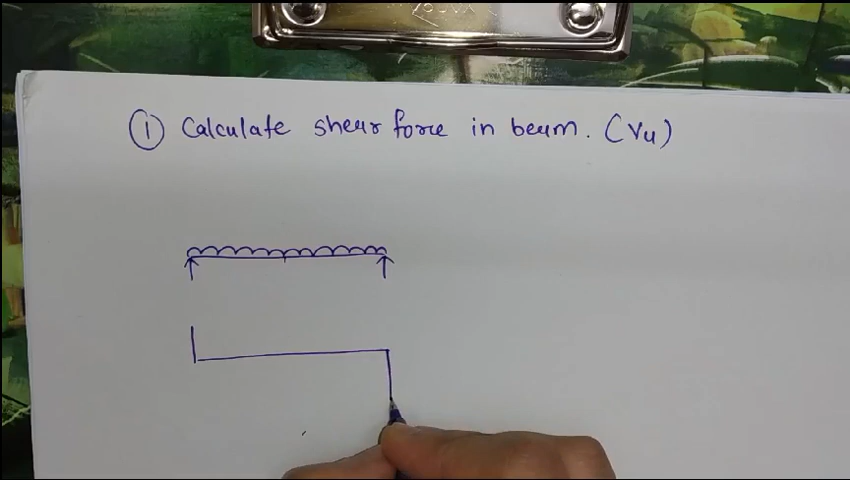 ① Calculate shear force in beam. (Vu)